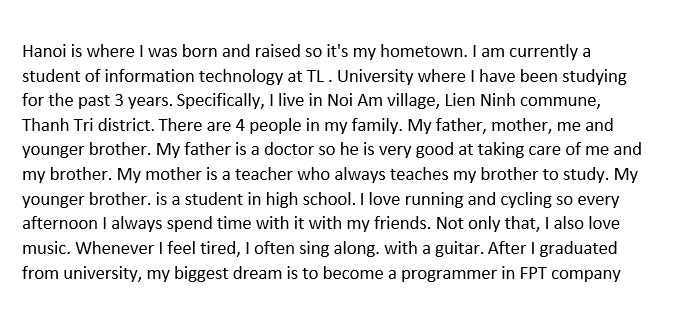 Hanoi is where I was born and raised so it's my hometown. I am currently a
student of information technology at TL . University where I have been studying
for the past 3 years. Specifically, I live in Noi Am village, Lien Ninh commune,
Thanh Tri district. There are 4 people in my family. My father, mother, me and
younger brother. My father is a doctor so he is very good at taking care of me and
my brother. My mother is a teacher who always teaches my brother to study. My
younger brother. is a student in high school. I love running and cycling so every
afternoon I always spend time with it with my friends. Not only that, I also love
music. Whenever I feel tired, I often sing along. with a guitar. After I graduated
from university, my biggest dream is to become a programmer in FPT company